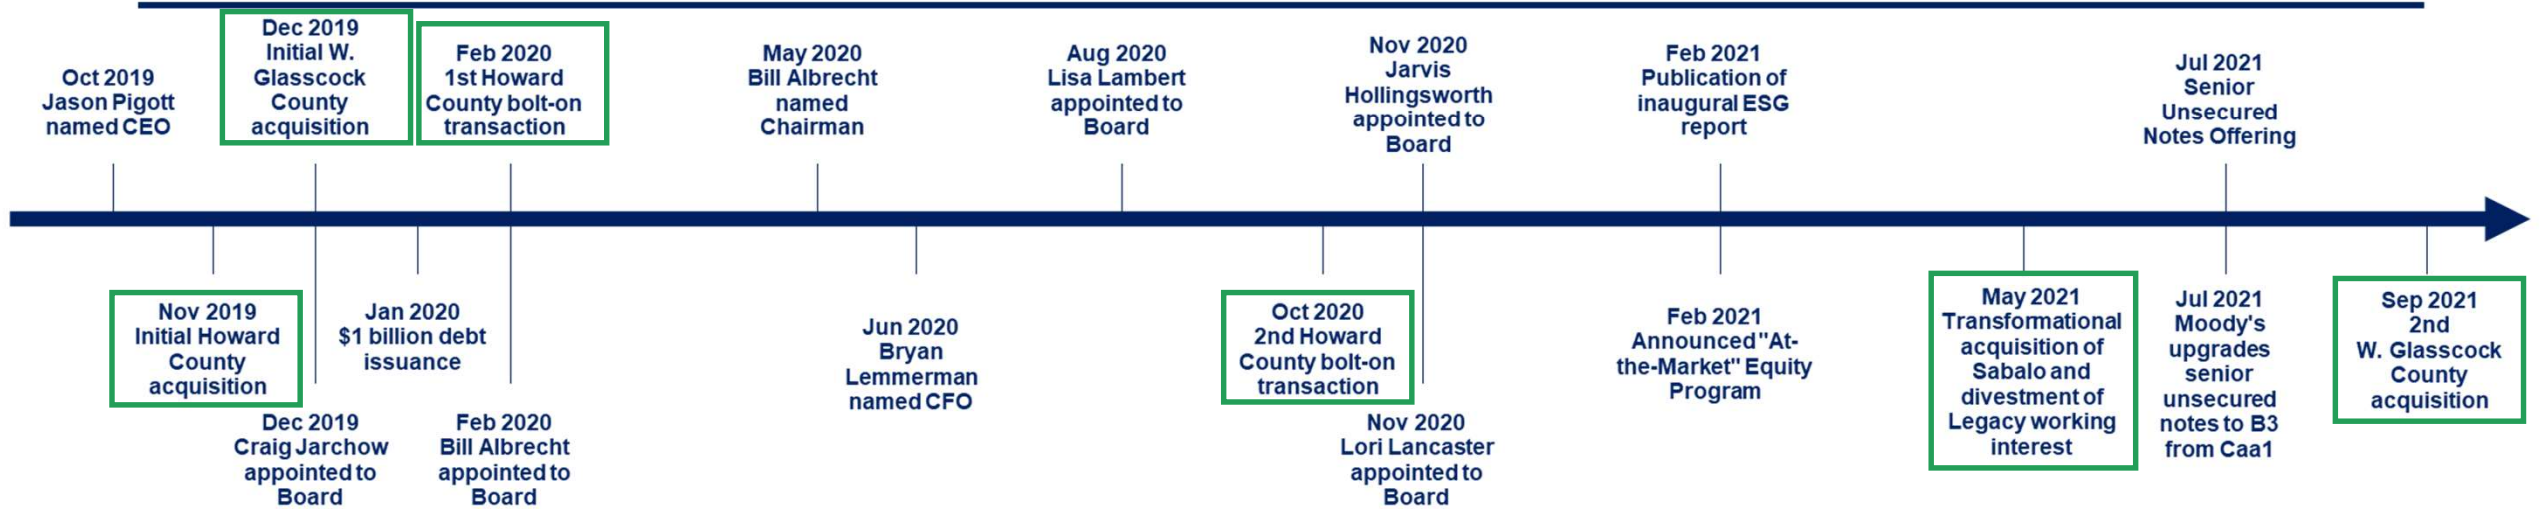 Oct 2019
Jason Pigott
named CEO
Dec 2019
Initial W.
Glasscock
County
acquisition
Feb 2020
1st Howard
County bolt-on
transaction
May 2020
Bill Albrecht
named
Chairman
Aug 2020
Lisa Lambert
appointed to
Board
Nov 2020
Jarvis
Hollingsworth
appointed to
Board
Feb 2021
Publication of
inaugural ESG
report
Jul 2021
Senior
Unsecured
Notes Offering
Nov 2019
Initial Howard
County
acquisition
Dec 2019
Craig Jarchow
appointed to
Board
Jan 2020
$1 billion debt
issuance
Feb 2020
Bill Albrecht
appointed to
Board
Jun 2020
Bryan
Lemmerman
named CFO
Oct 2020
2nd Howard
County bolt-on
transaction
Nov 2020
Lori Lancaster
appointed to
Board
Feb 2021
Announced "At-
the-Market" Equity
Program
May 2021
Transformational
acquisition of
Sabalo and
divestment of
Legacy working
interest
Jul 2021
Moody's
upgrades
senior
unsecured
notes to B3
from Caa1
Sep 2021
2nd
W. Glasscock
County
acquisition